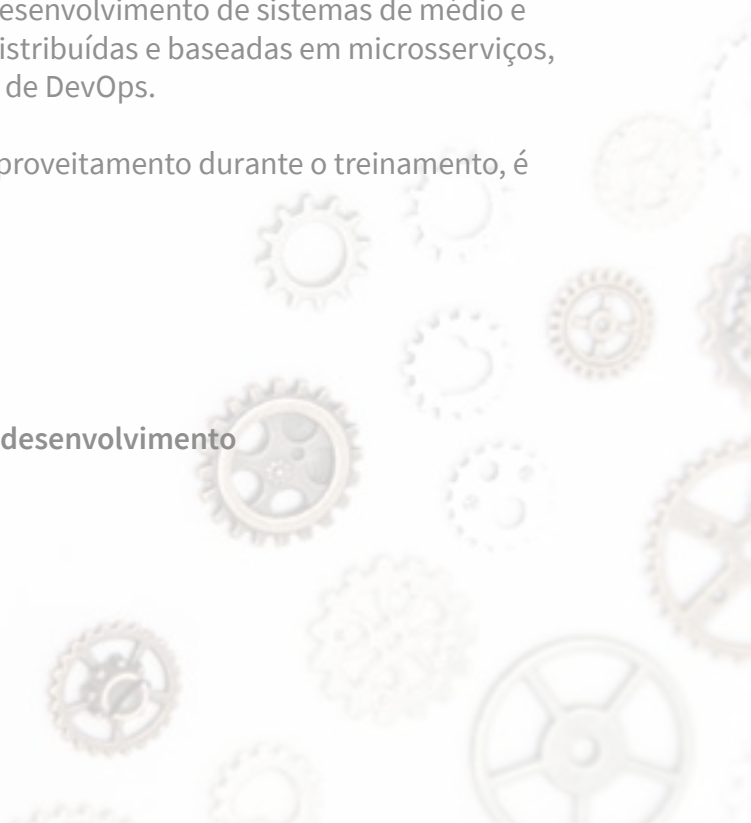 esenvolvimento de sistemas de médio e
istribuídas e baseadas em microsserviços,
de DevOps.
proveitamento durante o treinamento, é
desenvolvimento